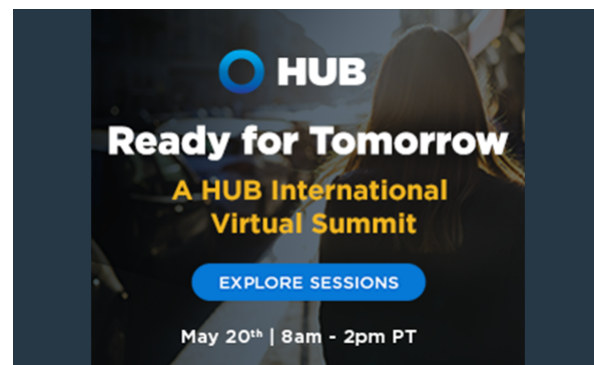 HUB
Ready for Tomorrow
A HUB International
Virtual Summit
EXPLORE SESSIONS
May 20th | 8am - 2pm PT